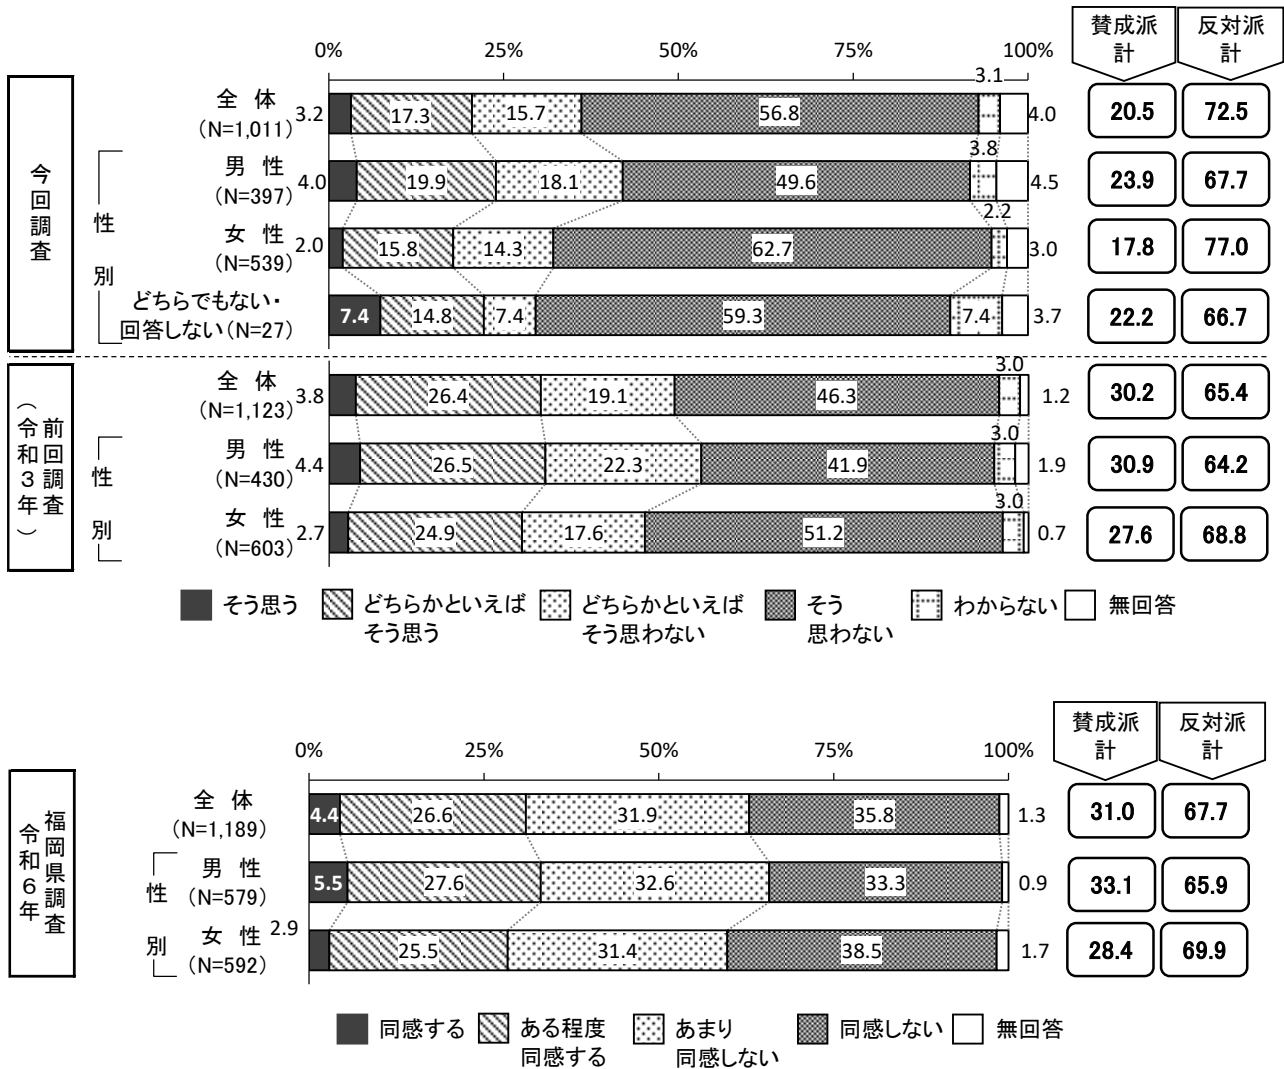 賛成派
計
反対派
計
0%
25%
50%
75%
100%
今回調査
性別
全 体
(N=1,011)
3.2
17.3
15.7
56.8
3.1
4.0
20.5
72.5
男 性
(N=397)
4.0
19.9
18.1
49.6
3.8
4.5
23.9
67.7
女 性
(N=539)
2.0
15.8
14.3
62.7
2.2
3.0
17.8
77.0
どちらでもない・
回答しない(N=27)
7.4
14.8
7.4
59.3
7.4
3.7
22.2
66.7
前回調査
(令和3年)
性別
全 体
(N=1,123)
3.8
26.4
19.1
46.3
3.0
1.2
30.2
65.4
男 性
(N=430)
4.4
26.5
22.3
41.9
3.0
1.9
30.9
64.2
女 性
(N=603)
2.7
24.9
17.6
51.2
3.0
0.7
27.6
68.8
そう思う
どちらかといえば
そう思う
どちらかといえば
そう思わない
そう
思わない
わからない
無回答
賛成派
計
反対派
計
0%
25%
50%
75%
100%
福岡県調査
令和6年
性別
全 体
(N=1,189)
4.4
26.6
31.9
35.8
1.3
31.0
67.7
男 性
(N=579)
5.5
27.6
32.6
33.3
0.9
33.1
65.9
女 性
(N=592)
2.9
25.5
31.4
38.5
1.7
28.4
69.9
同感する
ある程度
同感する
あまり
同感しない
同感しない
無回答